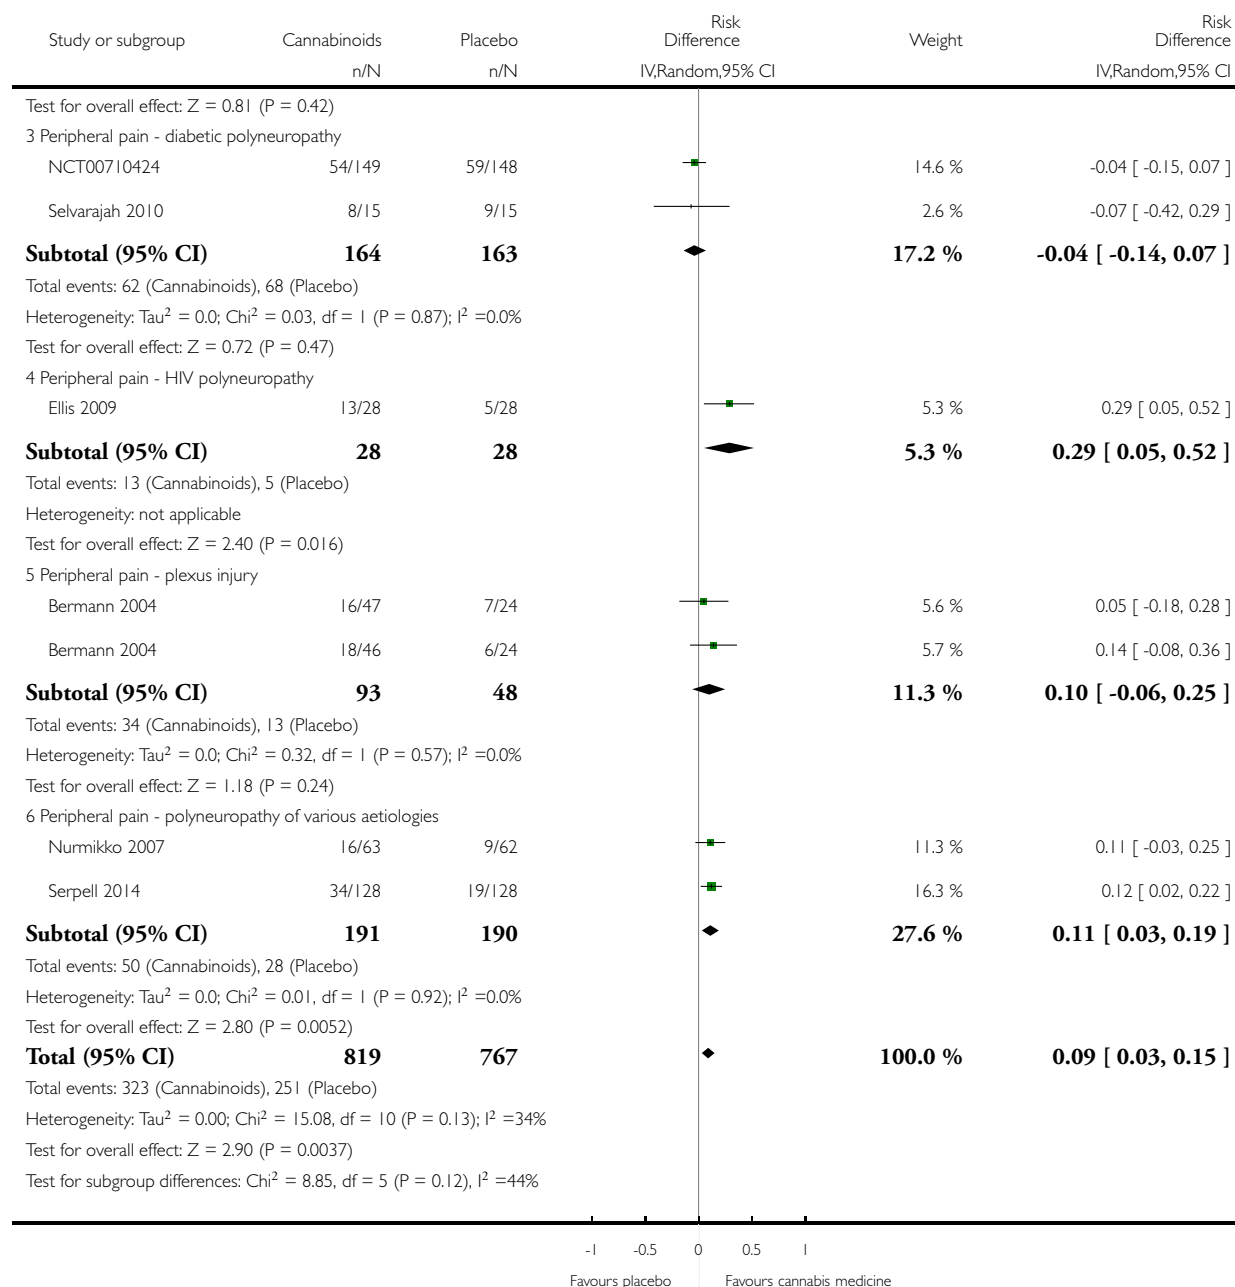 Study or subgroup Cannabinoids Placebo Risk Difference Weight Risk Difference
n/N n/N IV,Random,95% CI IV,Random,95% CI
Test for overall effect: Z = 0.81 (P = 0.42)
3 Peripheral pain - diabetic polyneuropathy
NCT00710424 54/149 59/148 14.6 % -0.04 [ -0.15, 0.07 ]
Selvarajah 2010 8/15 9/15 2.6 % -0.07 [ -0.42, 0.29 ]
Subtotal (95% CI) 164 163 17.2 % -0.04 [ -0.14, 0.07 ]
Total events: 62 (Cannabinoids), 68 (Placebo)
Heterogeneity: Tau² = 0.0; Chi² = 0.03, df = 1 (P = 0.87); I² =0.0%
Test for overall effect: Z = 0.72 (P = 0.47)
4 Peripheral pain - HIV polyneuropathy
Ellis 2009 13/28 5/28 5.3 % 0.29 [ 0.05, 0.52 ]
Subtotal (95% CI) 28 28 5.3 % 0.29 [ 0.05, 0.52 ]
Total events: 13 (Cannabinoids), 5 (Placebo)
Heterogeneity: not applicable
Test for overall effect: Z = 2.40 (P = 0.016)
5 Peripheral pain - plexus injury
Bermann 2004 16/47 7/24 5.6 % 0.05 [ -0.18, 0.28 ]
Bermann 2004 18/46 6/24 5.7 % 0.14 [ -0.08, 0.36 ]
Subtotal (95% CI) 93 48 11.3 % 0.10 [ -0.06, 0.25 ]
Total events: 34 (Cannabinoids), 13 (Placebo)
Heterogeneity: Tau² = 0.0; Chi² = 0.32, df = 1 (P = 0.57); I² =0.0%
Test for overall effect: Z = 1.18 (P = 0.24)
6 Peripheral pain - polyneuropathy of various aetiologies
Nurmikko 2007 16/63 9/62 11.3 % 0.11 [ -0.03, 0.25 ]
Serpell 2014 34/128 19/128 16.3 % 0.12 [ 0.02, 0.22 ]
Subtotal (95% CI) 191 190 27.6 % 0.11 [ 0.03, 0.19 ]
Total events: 50 (Cannabinoids), 28 (Placebo)
Heterogeneity: Tau² = 0.0; Chi² = 0.01, df = 1 (P = 0.92); I² =0.0%
Test for overall effect: Z = 2.80 (P = 0.0052)
Total (95% CI) 819 767 100.0 % 0.09 [ 0.03, 0.15 ]
Total events: 323 (Cannabinoids), 251 (Placebo)
Heterogeneity: Tau² = 0.00; Chi² = 15.08, df = 10 (P = 0.13); I² =34%
Test for overall effect: Z = 2.90 (P = 0.0037)
Test for subgroup differences: Chi² = 8.85, df = 5 (P = 0.12), I² =44%
-1 -0.5 0 0.5 1
Favours placebo Favours cannabis medicine